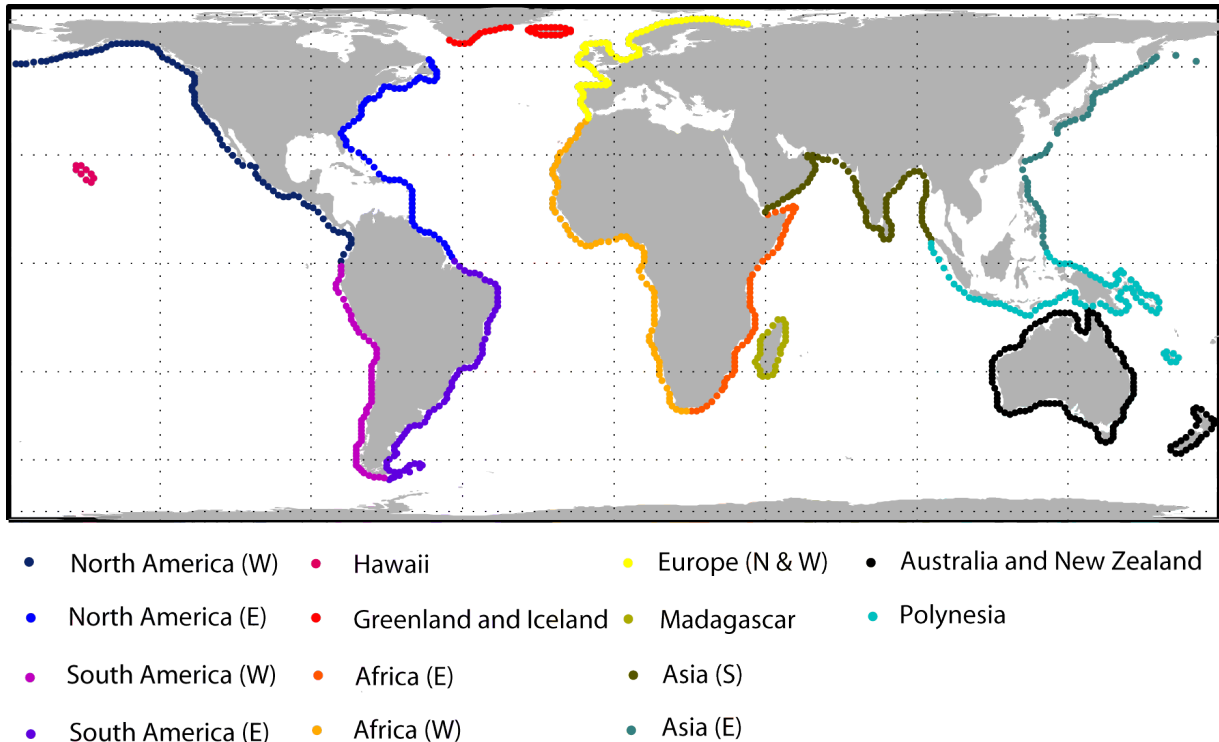 North America (W)
Hawaii
Europe (N & W)
Australia and New Zealand
North America (E)
Greenland and Iceland
Madagascar
Polynesia
South America (W)
Africa (E)
Asia (S)
South America (E)
Africa (W)
Asia (E)